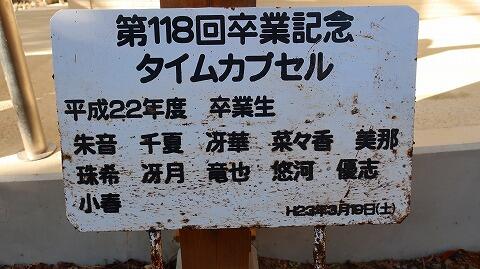 第118回卒業記念
タイムカプセル
平成22年度 卒業生
朱音 千夏 冴華 菜々香 美那
珠希 冴月 竜也 悠河 優志
小春 H23年3月19日(土)